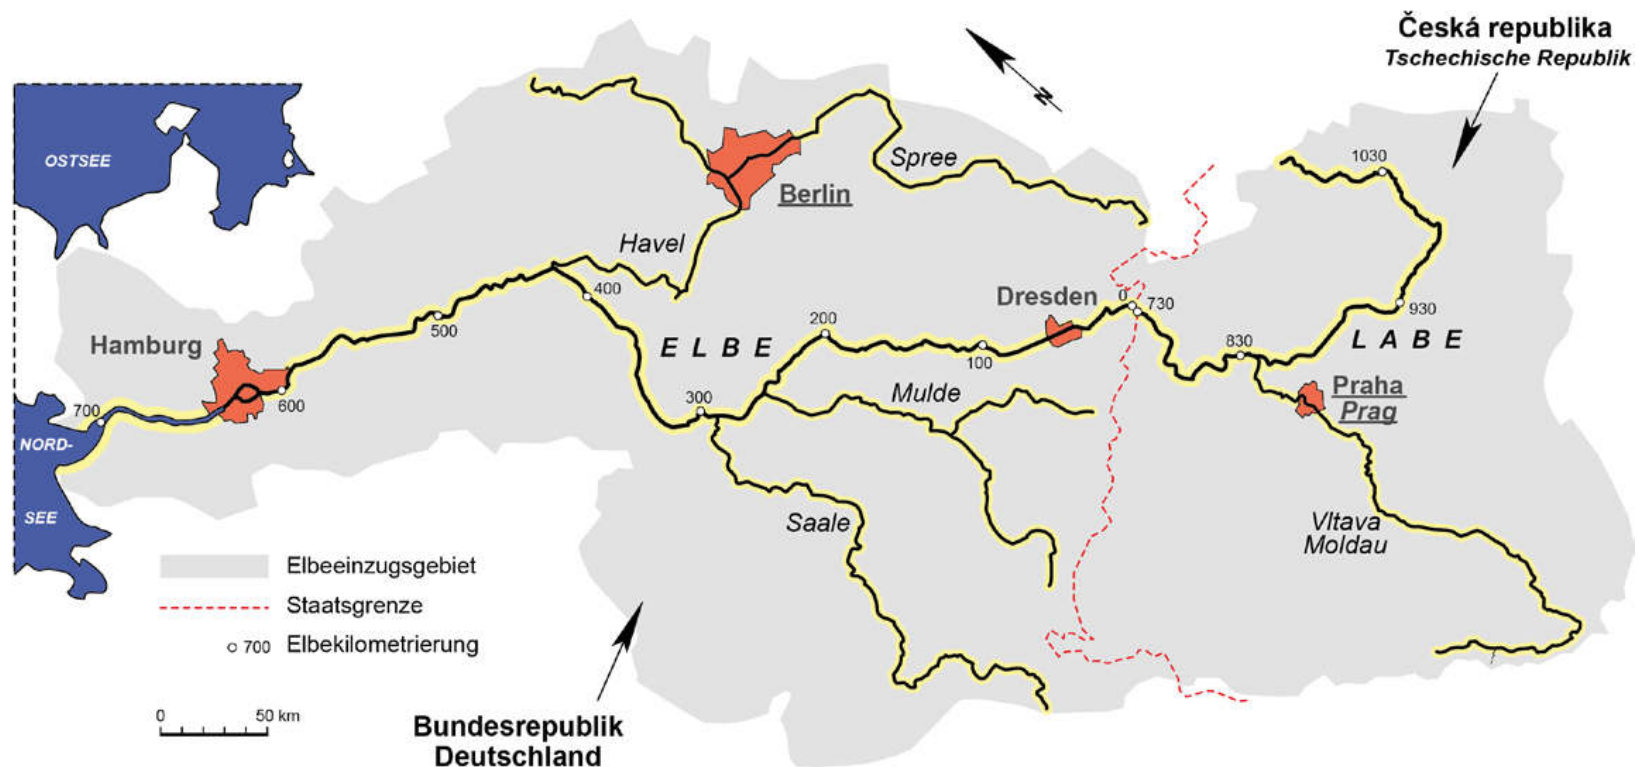 Česká republika
Tschechische Republik
N
OSTSEE
1030
Spree
Berlin
Havel
400
Dresden
0
730
930
Hamburg
500
ELBE
200
LABE
100
830
600
Mulde
300
Praha
Prag
700
NORD-
SEE
Saale
Vltava
Moldau
Elbeeinzugsgebiet
Staatsgrenze
700 Elbekilometrierung
0 50 km
Bundesrepublik
Deutschland